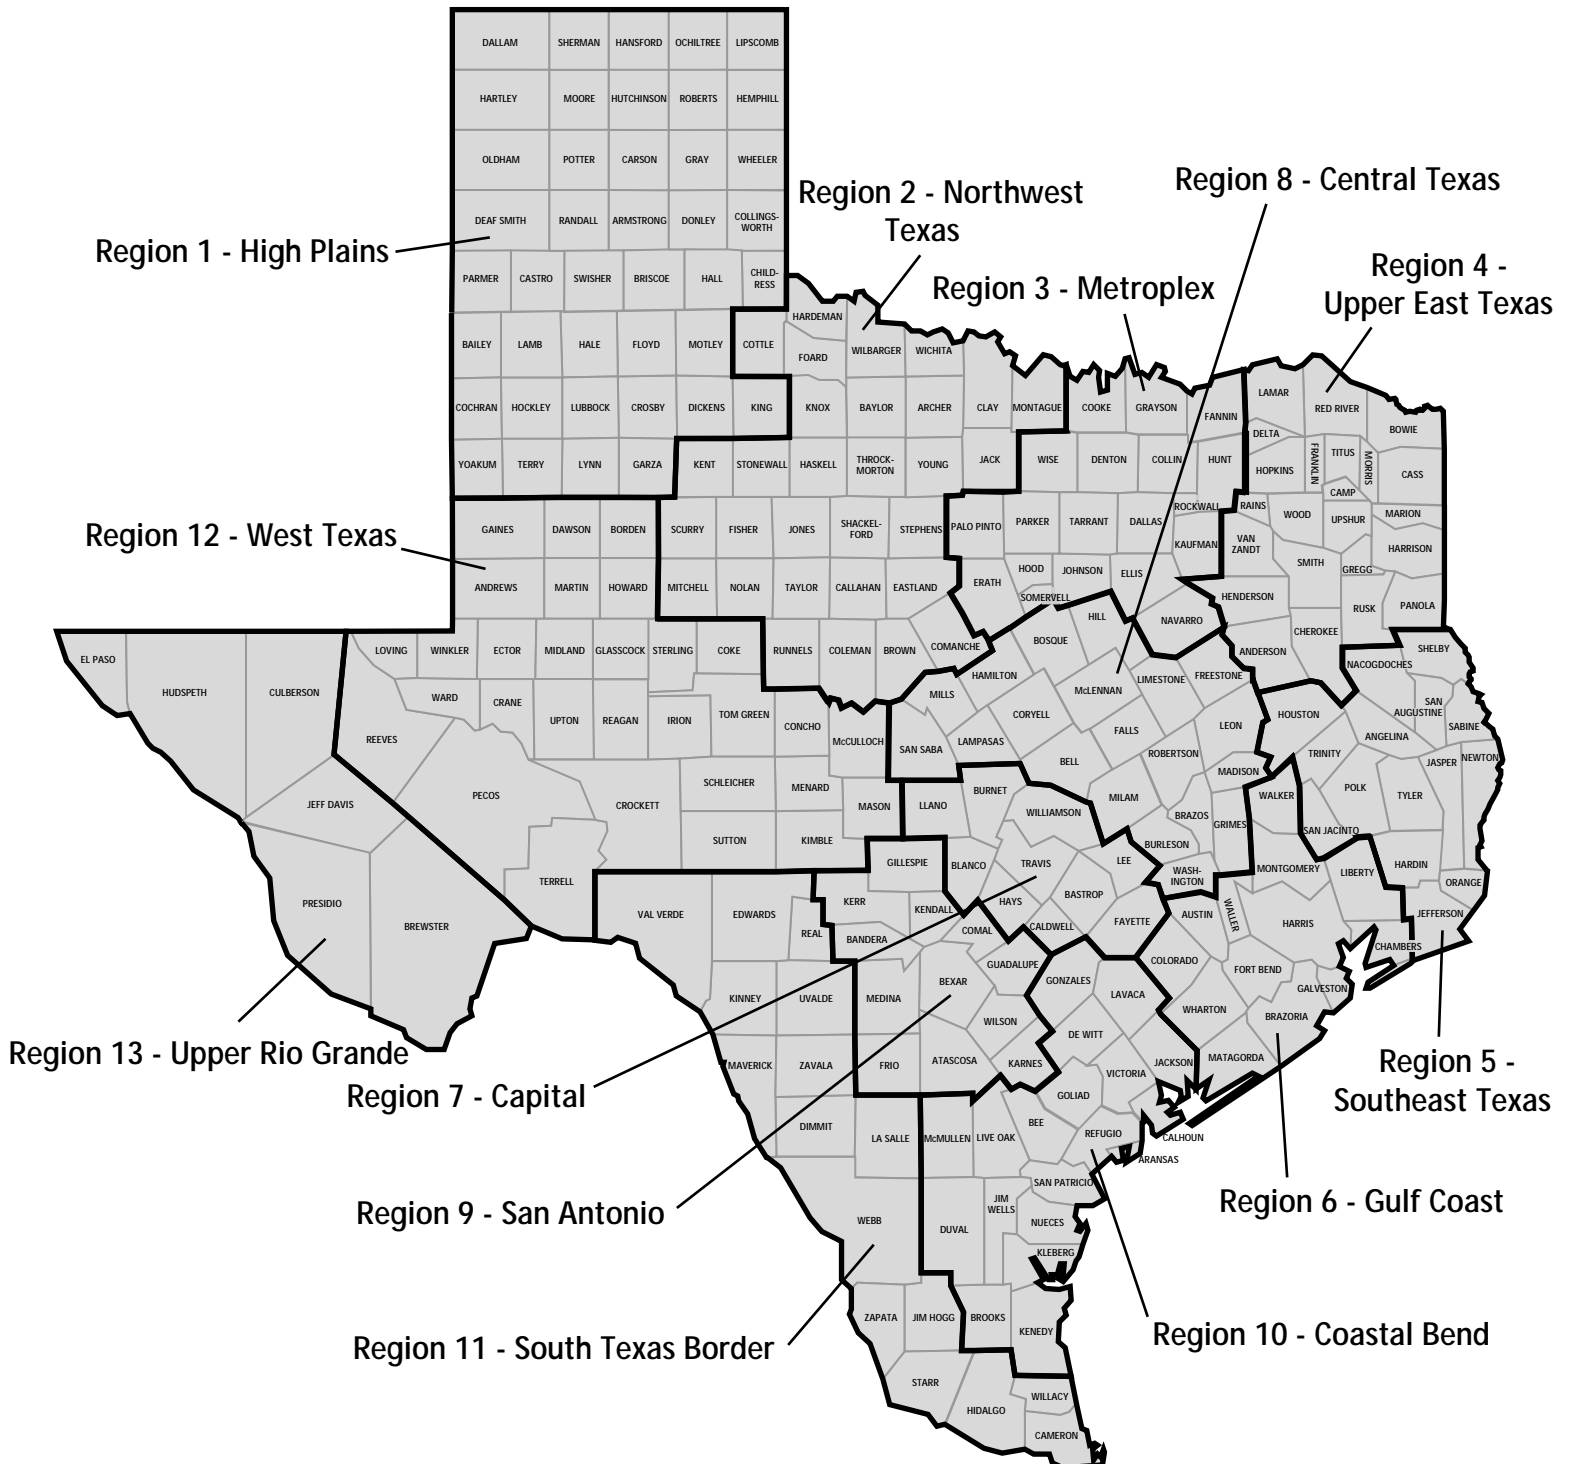 DALLAM SHERMAN HANSFORD OCHILTREE LIPSCOMB
HARTLEY MOORE HUTCHINSON ROBERTS HEMPHILL
OLDHAM POTTER CARSON GRAY WHEELER
DEAF SMITH RANDALL ARMSTRONG DONLEY COLLINGS-
WORTH
PARMER CASTRO SWISHER BRISCOE HALL CHILD-
RESS
BAILEY LAMB HALE FLOYD MOTLEY COTTLE
HARDEMAN
FOARD
WILBARGER WICHITA
COCHRAN HOCKLEY LUBBOCK CROSBY DICKENS KING KNOX BAYLOR ARCHER CLAY MONTAGUE COOKE GRAYSON FANNIN
LAMAR RED RIVER BOWIE
YOAKUM TERRY LYNN GARZA KENT STONEWALL HASKELL THROCK-
MORTON
YOUNG JACK WISE DENTON COLLIN HUNT
DELTA HOPKINS FRANKLIN TITUS MORRIS CASS
CAMP
GAINES DAWSON BORDEN SCURRY FISHER JONES SHACKEL-
FORD
STEPHENS PALO PINTO PARKER TARRANT DALLAS ROCKWALL
RAINS WOOD UPSHUR MARION
KAUFMAN VAN
ZANDT
SMITH GREGG HARRISON
ANDREWS MARTIN HOWARD MITCHELL NOLAN TAYLOR CALLAHAN EASTLAND ERATH HOOD JOHNSON ELLIS
SOMERVELL HENDERSON RUSK PANOLA
EL PASO HUDSPETH CULBERSON
LOVING WINKLER ECTOR MIDLAND GLASSCOCK STERLING COKE RUNNELS COLEMAN BROWN COMANCHE
BOSQUE HILL NAVARRO ANDERSON CHEROKEE
NACOGDOCHES SHELBY
WARD CRANE UPTON REAGAN IRION TOM GREEN CONCHO McCULLOCH
HAMILTON MILLS CORYELL McLENNAN LIMESTONE FREESTONE
HOUSTON SAN
AUGUSTINE
SABINE
REEVES SAN SABA LAMPASAS BELL FALLS ROBERTSON LEON
ANGELINA TRINITY JASPER NEWTON
JEFF DAVIS PECOS CROCKETT SCHLEICHER MENARD MASON LLANO BURNET WILLIAMSON MILAM MADISON
WALKER POLK TYLER
BRAZOS GRIMES SAN JACINTO
SUTTON KIMBLE GILLESPIE BLANCO TRAVIS LEE BURLESON
WASH-
INGTON
MONTGOMERY LIBERTY HARDIN ORANGE
PRESIDIO BREWSTER TERRELL VAL VERDE EDWARDS REAL KERR KENDALL BANDERA
HAYS BASTROP CALDWELL FAYETTE AUSTIN WALLER HARRIS JEFFERSON
COMAL CHAMBERS
GUADALUPE GONZALES COLORADO FORT BEND GALVESTON
KINNEY UVALDE MEDINA BEXAR WILSON LAVACA WHARTON BRAZORIA
DE WITT
MAVERICK ZAVALA FRIO ATASCOSA KARNES JACKSON MATAGORDA
VICTORIA GOLIAD
DIMMIT LA SALLE McMULLEN LIVE OAK BEE REFUGIO CALHOUN
ARANSAS
SAN PATRICIO
WEBB DUVAL JIM
WELLS
NUECES
KLEBERG
ZAPATA JIM HOGG BROOKS KENEDY
STARR HIDALGO WILLACY
CAMERON
Region 1 - High Plains
Region 2 - Northwest
Texas
Region 3 - Metroplex
Region 8 - Central Texas
Region 4 -
Upper East Texas
Region 12 - West Texas
Region 13 - Upper Rio Grande
Region 7 - Capital
Region 9 - San Antonio
Region 11 - South Texas Border
Region 5 -
Southeast Texas
Region 6 - Gulf Coast
Region 10 - Coastal Bend